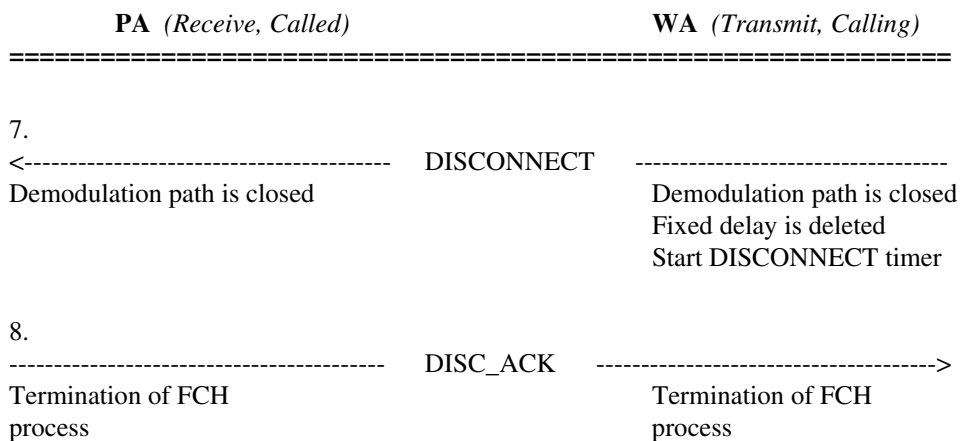 PA (Receive, Called) WA (Transmit, Calling)
==============================================================
7.
<----------------------------------------- DISCONNECT -----------------------------------
Demodulation path is closed Demodulation path is closed
Fixed delay is deleted
Start DISCONNECT timer
8.
------------------------------------------ DISC_ACK -------------------------------------->
Termination of FCH Termination of FCH
process process